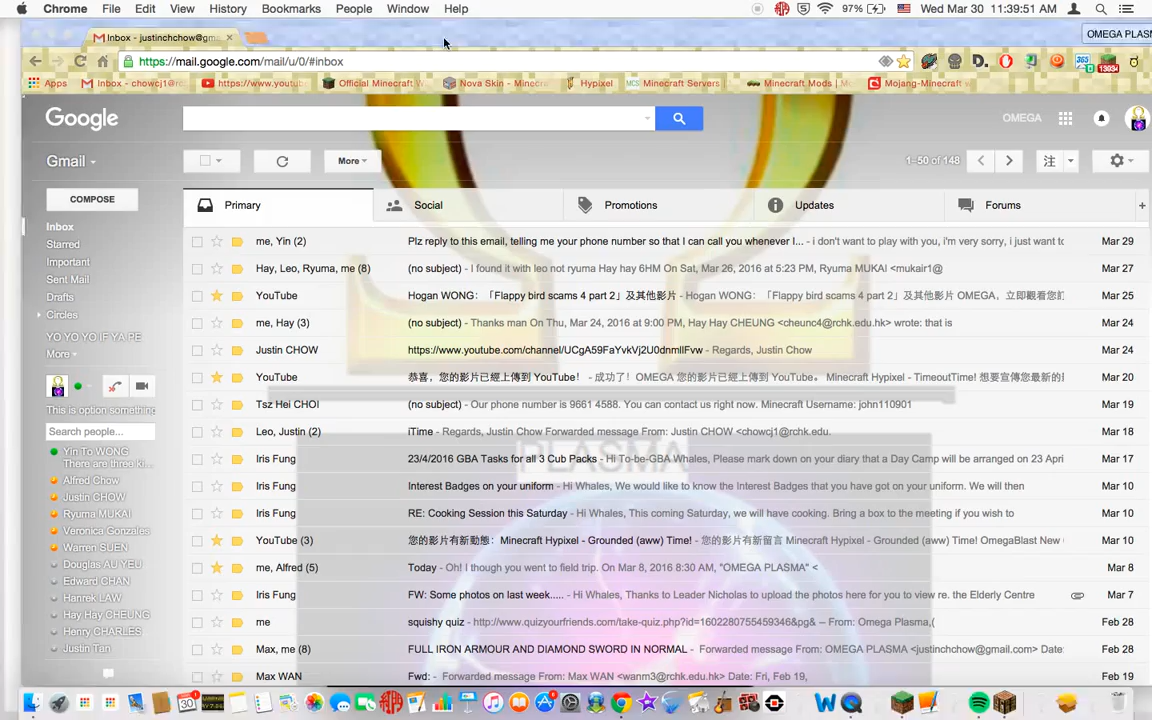 Chrome File Edit View History Bookmarks People Window Help 97% Wed Mar 30 11:39:51 AM
Inbox - justinchchow@gm... OMEGA PLASM
https://mail.google.com/mail/u/0/#inbox
Apps Inbox - chowcj1@rc... https://www.youtub... Official Minecraft W Nova Skin - Minecr... Hypixel Minecraft Servers Minecraft Mods | M... Mojang-Minecraft w
Google OMEGA
Gmail More 1–50 of 148 注
COMPOSE
Primary Social Promotions Updates Forums +
Inbox
Starred
Important
Sent Mail
Drafts
Circles
YO YO YO IF YA RE
More
This is option something
Search people...
Yin To WONG
There are three ki...
Alfred Chow
Justin CHOW
Ryuma MUKAI
Veronica Gonzales
Warren SUEN
Douglas AU YEU
Edward CHAN
Hanrek LAW
Hay Hay CHEUNG
Henry CHARLES
Justin Tan
me, Yin (2) Plz reply to this email, telling me your phone number so that I can call you whenever I... - i don't want to play with you, i'm very sorry, i just want to Mar 29
Hay, Leo, Ryuma, me (8) (no subject) - I found it with leo not ryuma Hay hay 6HM On Sat, Mar 26, 2016 at 5:23 PM, Ryuma MUKAI <mukair1@ Mar 27
YouTube Hogan WONG：「Flappy bird scams 4 part 2」及其他影片 - Hogan WONG：「Flappy bird scams 4 part 2」及其他影片 OMEGA，立即觀看您訂 Mar 25
me, Hay (3) (no subject) - Thanks man On Thu, Mar 24, 2016 at 9:00 PM, Hay Hay CHEUNG <cheunc4@rchk.edu.hk> wrote: that is Mar 24
Justin CHOW https://www.youtube.com/channel/UCgA59FaYvkVj2U0dnmlIFvw - Regards, Justin Chow Mar 24
YouTube 恭喜，您的影片已經上傳到 YouTube！ - 成功了！OMEGA 您的影片已經上傳到 YouTube。 Minecraft Hypixel - TimeoutTime! 想要宣傳您最新的 Mar 20
Tsz Hei CHOI (no subject) - Our phone number is 9661 4588. You can contact us right now. Minecraft Username: john110901 Mar 19
Leo, Justin (2) iTime - Regards, Justin Chow Forwarded message From: Justin CHOW <chowcj1@rchk.edu. Mar 18
Iris Fung 23/4/2016 GBA Tasks for all 3 Cub Packs - Hi To-be-GBA Whales, Please mark down on your diary that a Day Camp will be arranged on 23 April Mar 17
Iris Fung Interest Badges on your uniform - Hi Whales, We would like to know the Interest Badges that you have got on your uniform. We will then Mar 10
Iris Fung RE: Cooking Session this Saturday - Hi Whales, This coming Saturday, we will have cooking. Bring a box to the meeting if you wish to Mar 10
YouTube (3) 您的影片有新動態：Minecraft Hypixel - Grounded (aww) Time! - 您的影片有新留言 Minecraft Hypixel - Grounded (aww) Time! OmegaBlast New Mar 10
me, Alfred (5) Today - Oh! I though you went to field trip. On Mar 8, 2016 8:30 AM, "OMEGA PLASMA" < Mar 8
Iris Fung FW: Some photos on last week..... - Hi Whales, Thanks to Leader Nicholas to upload the photos here for you to view re. the Elderly Centre Mar 7
me squishy quiz - http://www.quizyourfriends.com/take-quiz.php?id=1602280755459346&pg& -- From: Omega Plasma,( Feb 28
Max, me (8) FULL IRON ARMOUR AND DIAMOND SWORD IN NORMAL - Forwarded message From: OMEGA PLASMA <justinchchow@gmail.com> Date: Feb 28
Max WAN Fwd: - Forwarded message From: Max WAN <wanm3@rchk.edu.hk> Date: Fri, Feb 19, Feb 19
PLASMA